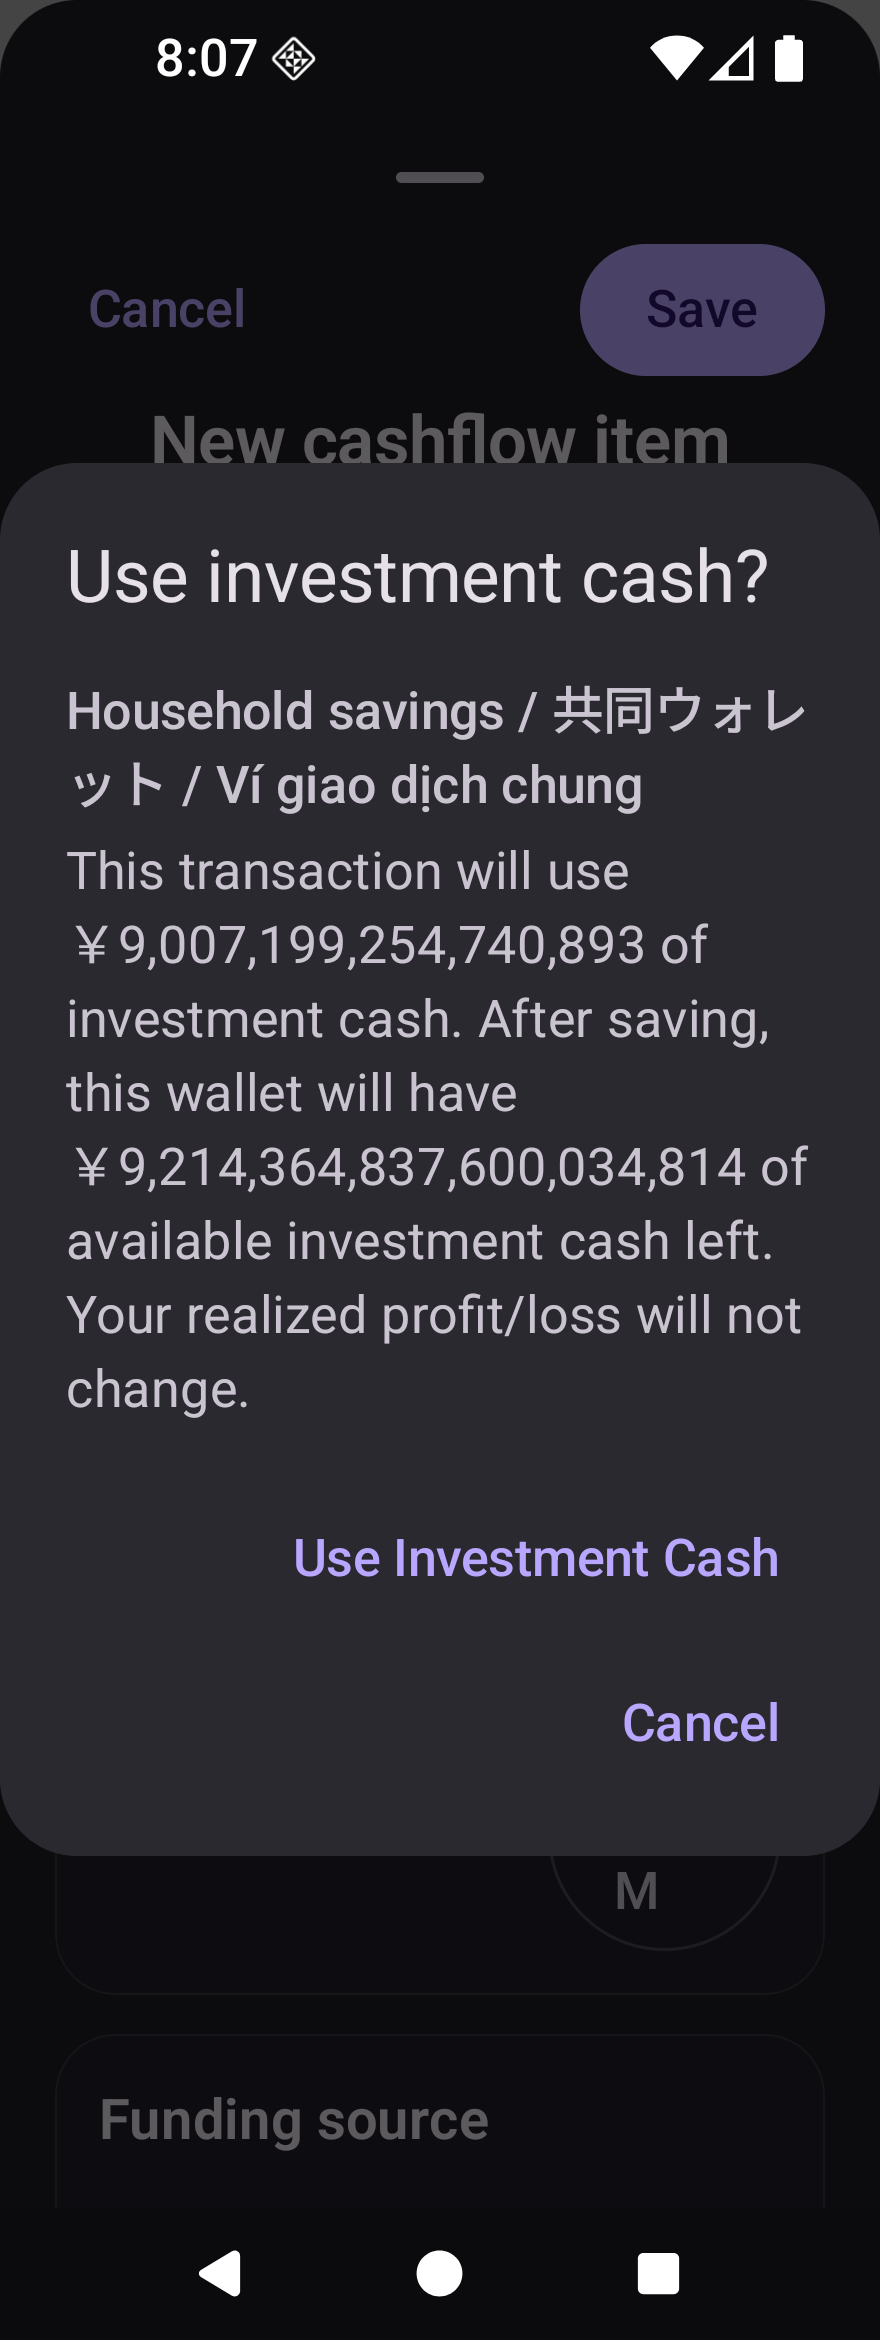 8:07
Cancel
Save
New cashflow item
Use investment cash?
Household savings / 共同ウォレ
ット / Ví giao dịch chung
This transaction will use
￥9,007,199,254,740,893 of
investment cash. After saving,
this wallet will have
￥9,214,364,837,600,034,814 of
available investment cash left.
Your realized profit/loss will not
change.
Use Investment Cash
Cancel
M
Funding source